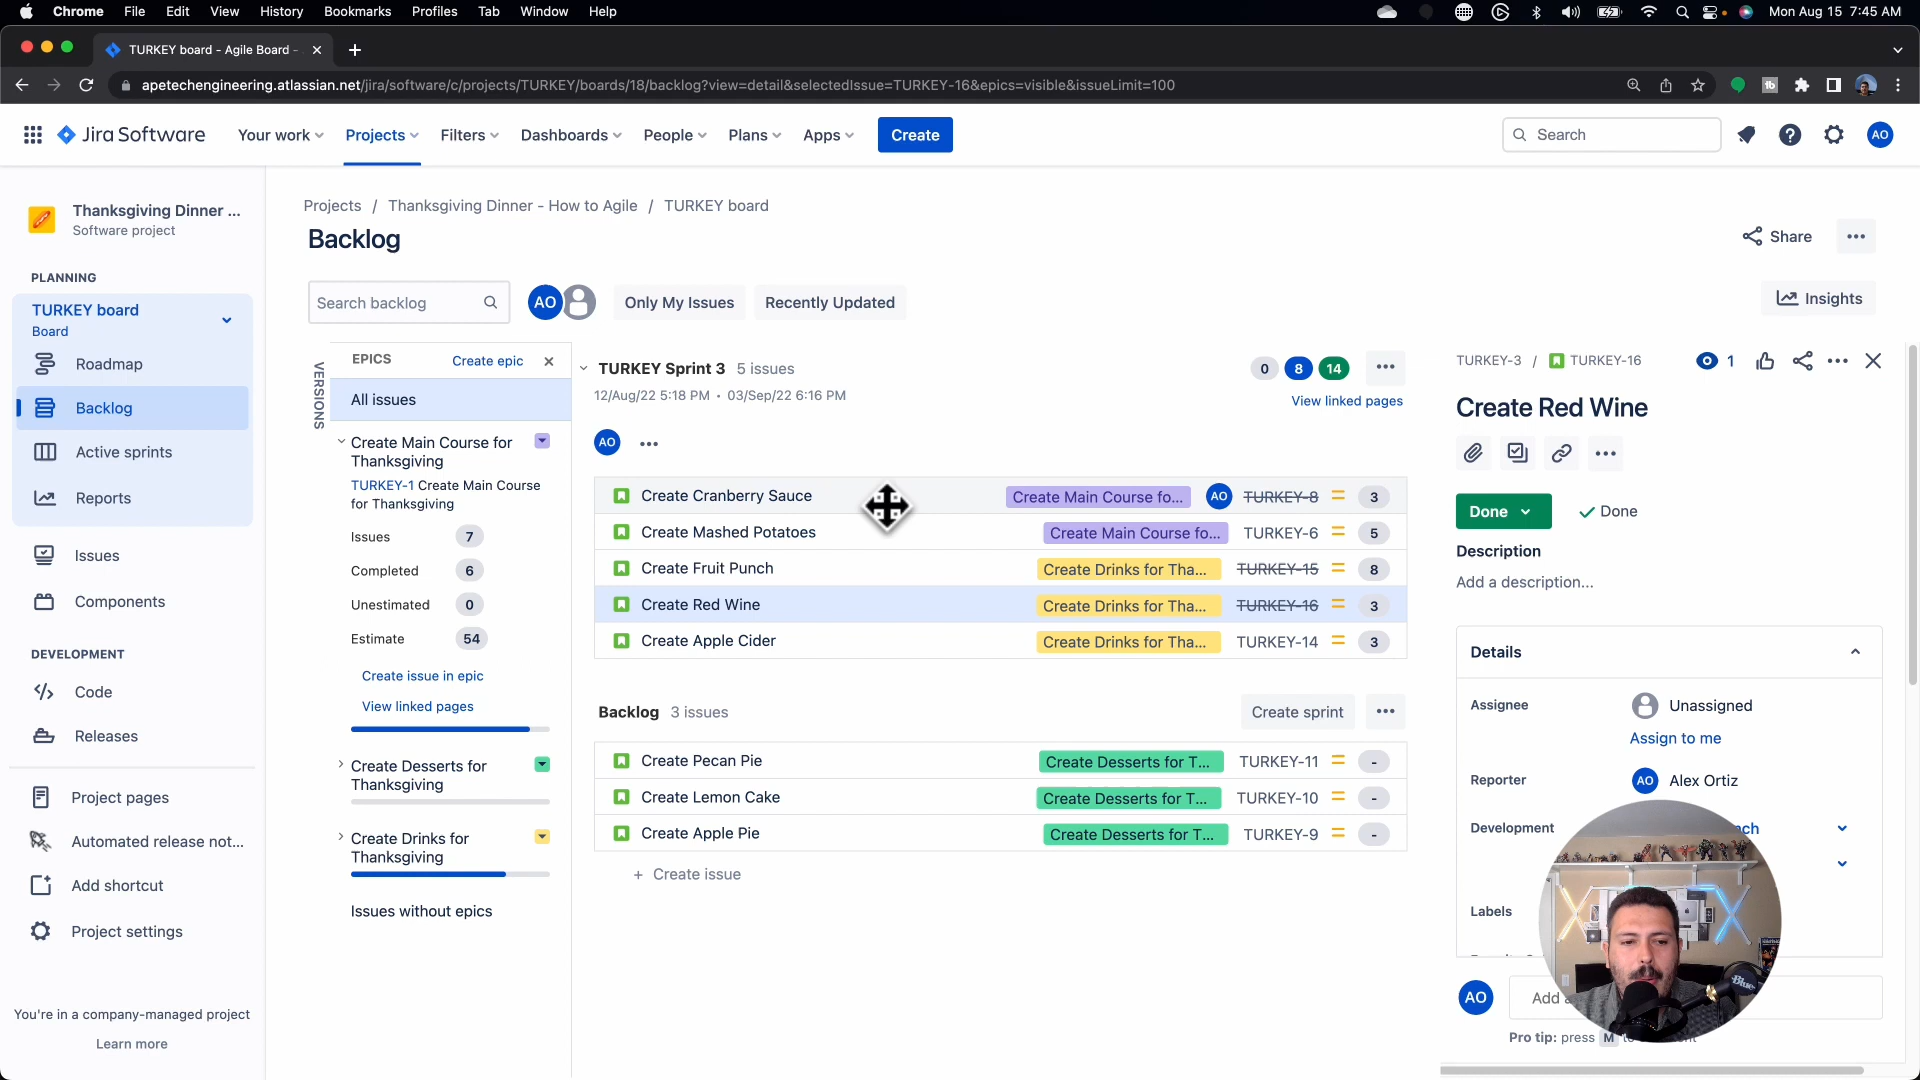 Chrome File Edit View History Bookmarks Profiles Tab Window Help
Mon Aug 15 7:45 AM
TURKEY board - Agile Board -
apetechengineering.atlassian.net/jira/software/c/projects/TURKEY/boards/18/backlog?view=detail&selectedIssue=TURKEY-16&epics=visible&issueLimit=100
Jira Software Your work Projects Filters Dashboards People Plans Apps Create Search AO
Thanksgiving Dinner ...
Software project
PLANNING
TURKEY board
Board
Roadmap
Backlog
Active sprints
Reports
Issues
Components
DEVELOPMENT
Code
Releases
Project pages
Automated release not...
Add shortcut
Project settings
You're in a company-managed project
Learn more
Projects / Thanksgiving Dinner - How to Agile / TURKEY board
Backlog
Share
Search backlog AO Only My Issues Recently Updated
Insights
VERSIONS
EPICS Create epic
All issues
Create Main Course for
Thanksgiving
TURKEY-1 Create Main Course
for Thanksgiving
Issues 7
Completed 6
Unestimated 0
Estimate 54
Create issue in epic
View linked pages
Create Desserts for
Thanksgiving
Create Drinks for
Thanksgiving
Issues without epics
TURKEY Sprint 3 5 issues 0 8 14
12/Aug/22 5:18 PM • 03/Sep/22 6:16 PM
View linked pages
AO
Create Cranberry Sauce Create Main Course fo... AO TURKEY-8 3
Create Mashed Potatoes Create Main Course fo... TURKEY-6 5
Create Fruit Punch Create Drinks for Tha... TURKEY-15 8
Create Red Wine Create Drinks for Tha... TURKEY-16 3
Create Apple Cider Create Drinks for Tha... TURKEY-14 3
Backlog 3 issues Create sprint
Create Pecan Pie Create Desserts for T... TURKEY-11 -
Create Lemon Cake Create Desserts for T... TURKEY-10 -
Create Apple Pie Create Desserts for T... TURKEY-9 -
+ Create issue
TURKEY-3 / TURKEY-16 1
Create Red Wine
Done Done
Description
Add a description...
Details
Assignee Unassigned
Assign to me
Reporter AO Alex Ortiz
Development
Labels
AO Add
Pro tip: press M
Blue